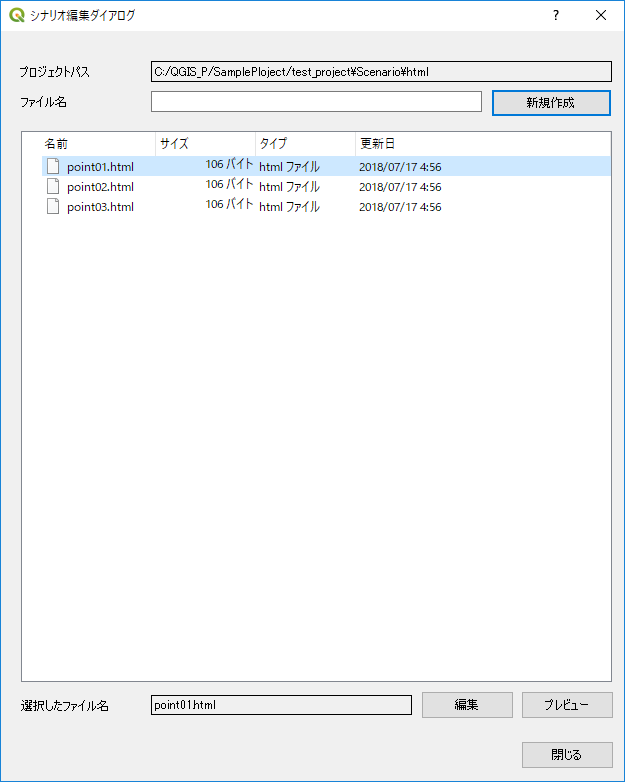 シナリオ編集ダイアログ ?
プロジェクトパス C:/QGIS_P/SamplePloject/test_project¥Scenario¥html
ファイル名 新規作成
名前 サイズ タイプ 更新日
point01.html 106 バイト html ファイル 2018/07/17 4:56
point02.html 106 バイト html ファイル 2018/07/17 4:56
point03.html 106 バイト html ファイル 2018/07/17 4:56
選択したファイル名 point01.html 編集 プレビュー
閉じる